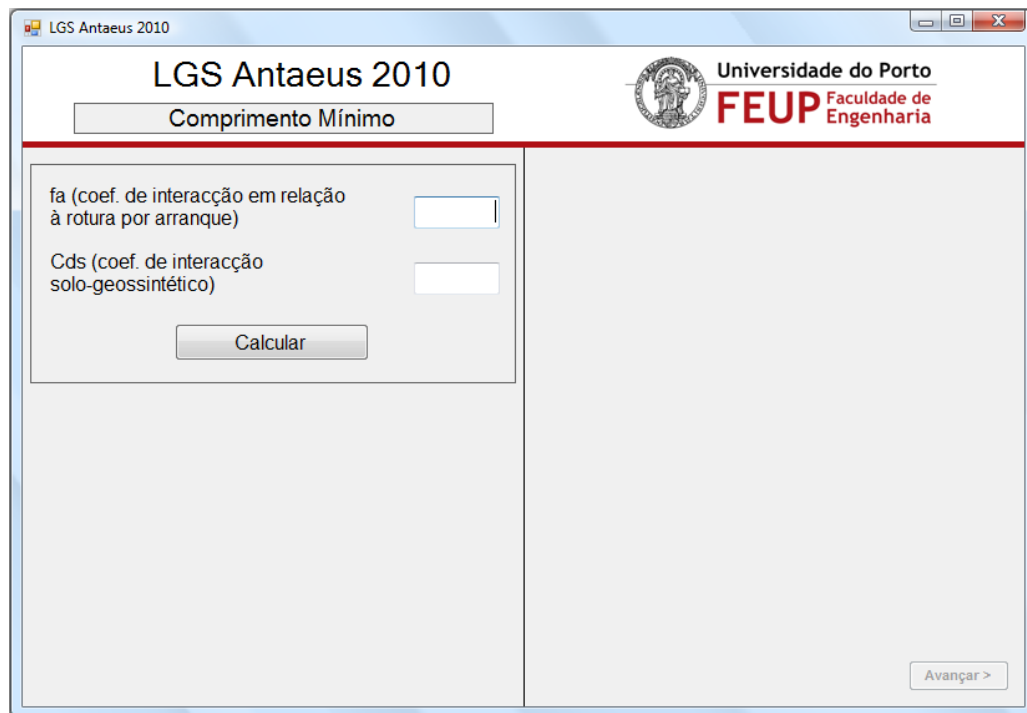 LGS Antaeus 2010
LGS Antaeus 2010
Comprimento Mínimo
Universidade do Porto
FEUP Faculdade de
Engenharia
fa (coef. de interacção em relação
à rotura por arranque)
Cds (coef. de interacção
solo-geossintético)
Calcular
Avançar >